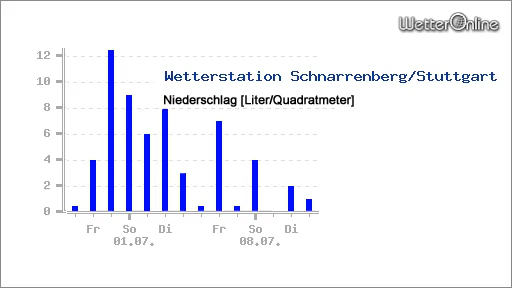 WetterOnline
Wetterstation Schnarrenberg/Stuttgart
Niederschlag [Liter/Quadratmeter]
12
10
8
6
4
2
0
Fr So Di Fr So Di
01.07. 08.07.